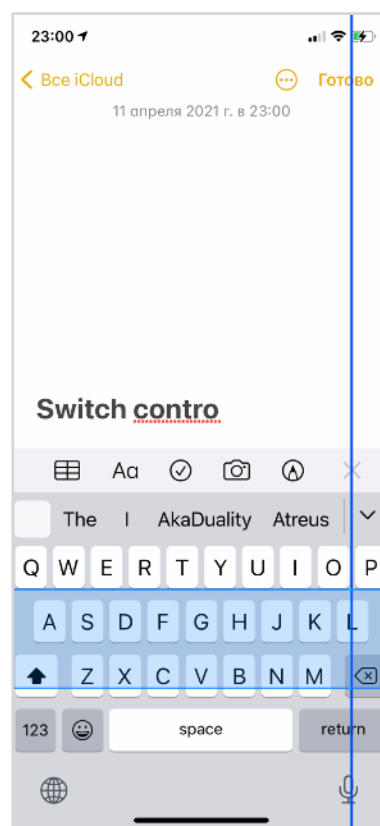 23:00
Все iCloud
Готово
11 апреля 2021 г. в 23:00
Switch contro
Aa
The I AkaDuality Atreus
Q W E R T Y U I O P
A S D F G H J K L
Z X C V B N M
123 space return